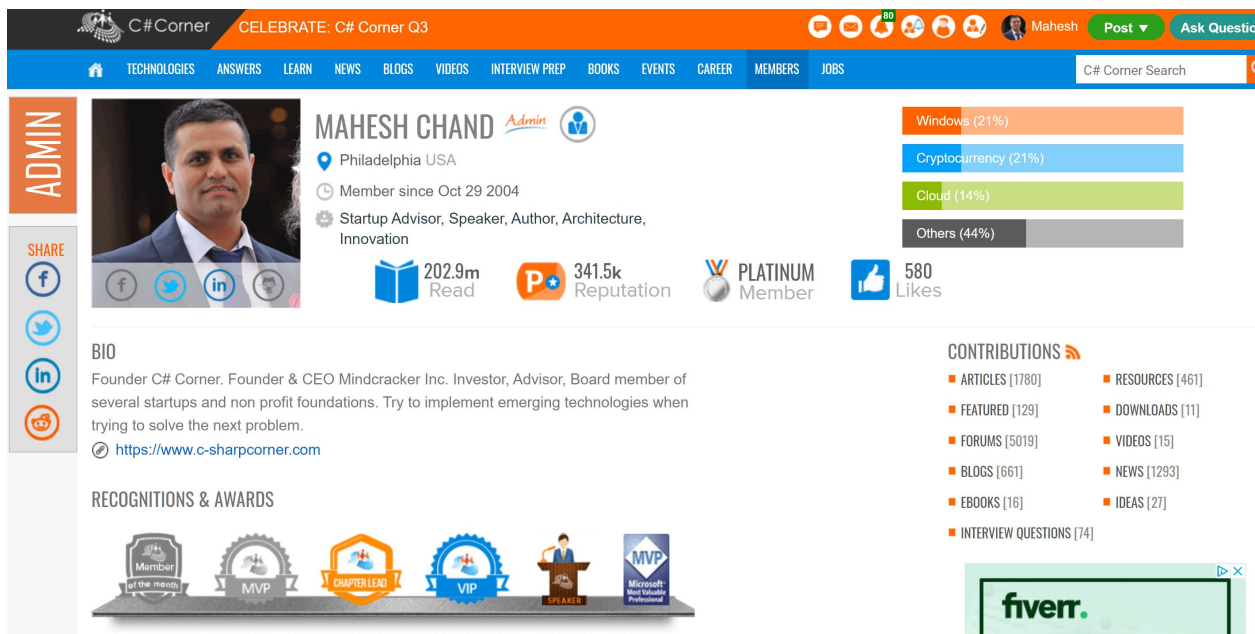 C#Corner
CELEBRATE: C# Corner Q3
80
Mahesh
Post ▼
Ask Questio
TECHNOLOGIES ANSWERS LEARN NEWS BLOGS VIDEOS INTERVIEW PREP BOOKS EVENTS CAREER MEMBERS JOBS
C# Corner Search
ADMIN
SHARE
MAHESH CHAND Admin
Philadelphia USA
Member since Oct 29 2004
Startup Advisor, Speaker, Author, Architecture,
Innovation
202.9m
Read
341.5k
Reputation
PLATINUM
Member
580
Likes
Windows (21%)
Cryptocurrency (21%)
Cloud (14%)
Others (44%)
BIO
Founder C# Corner. Founder & CEO Mindcracker Inc. Investor, Advisor, Board member of
several startups and non profit foundations. Try to implement emerging technologies when
trying to solve the next problem.
https://www.c-sharpcorner.com
RECOGNITIONS & AWARDS
Member
of the month
MVP
CHAPTER LEAD
VIP
SPEAKER
MVP
Microsoft
Most Valuable
Professional
CONTRIBUTIONS
ARTICLES [1780]
RESOURCES [461]
FEATURED [129]
DOWNLOADS [11]
FORUMS [5019]
VIDEOS [15]
BLOGS [661]
NEWS [1293]
EBOOKS [16]
IDEAS [27]
INTERVIEW QUESTIONS [74]
fiverr.